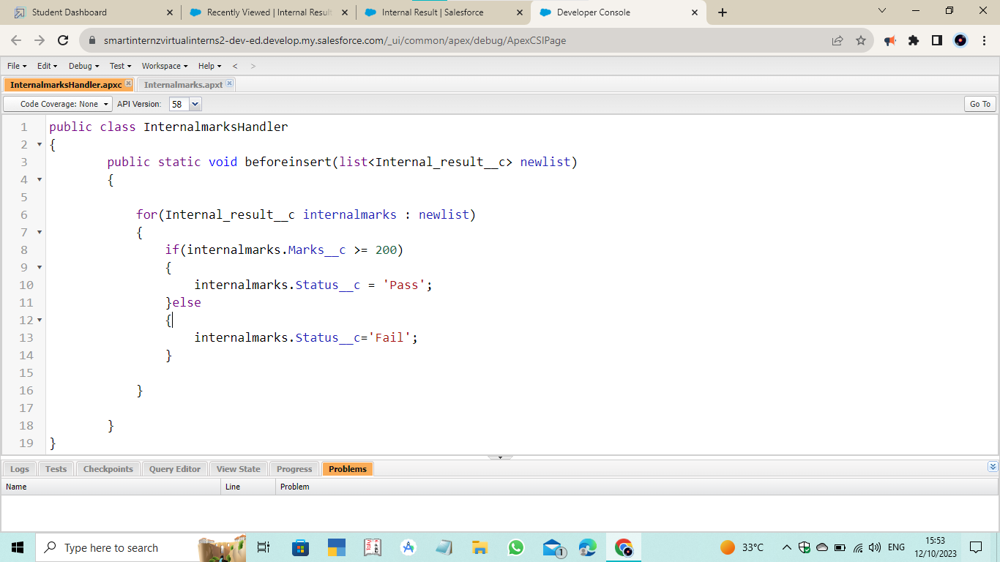 Student Dashboard
Recently Viewed | Internal Result
Internal Result | Salesforce
Developer Console
smartinternzvirtualinterns2-dev-ed.develop.my.salesforce.com/_ui/common/apex/debug/ApexCSIPage
File Edit Debug Test Workspace Help < >
InternalmarksHandler.apxc Internalmarks.apxt
Code Coverage: None API Version: 58 Go To
1 public class InternalmarksHandler
2 {
3 public static void beforeinsert(list<Internal_result__c> newlist)
4 {
5
6 for(Internal_result__c internalmarks : newlist)
7 {
8 if(internalmarks.Marks__c >= 200)
9 {
10 internalmarks.Status__c = 'Pass';
11 }else
12 {
13 internalmarks.Status__c='Fail';
14 }
15
16 }
17
18 }
19 }
Logs Tests Checkpoints Query Editor View State Progress Problems
Name Line Problem
Type here to search
1
33°C
ENG
15:53
12/10/2023